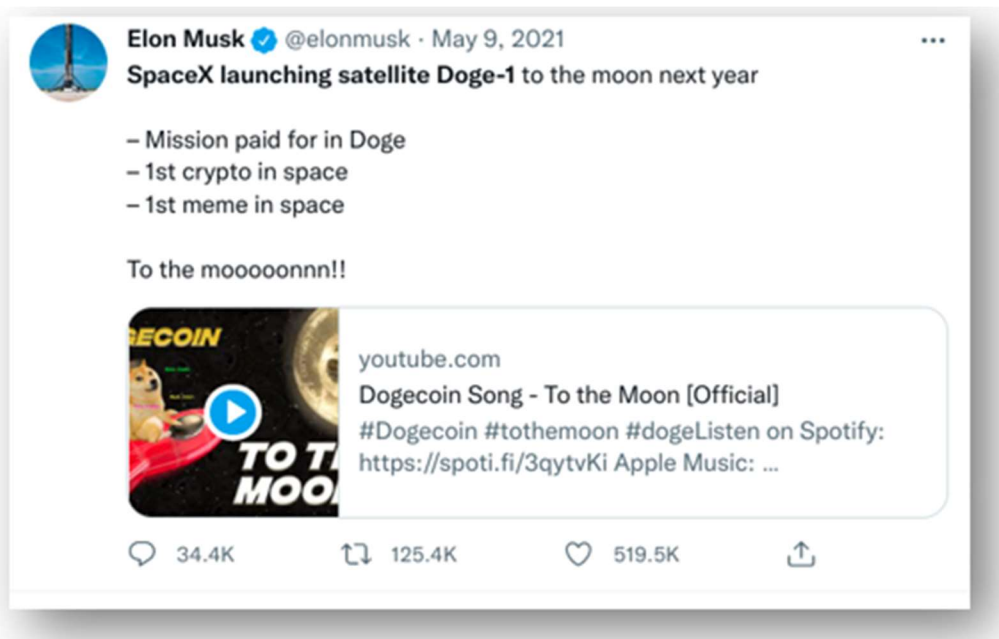 Elon Musk @elonmusk · May 9, 2021 ...
SpaceX launching satellite Doge-1 to the moon next year
– Mission paid for in Doge
– 1st crypto in space
– 1st meme in space
To the mooooonnn!!
GECOIN
TO T
MOO
youtube.com
Dogecoin Song - To the Moon [Official]
#Dogecoin #tothemoon #dogeListen on Spotify:
https://spoti.fi/3qytvKi Apple Music: ...
34.4K 125.4K 519.5K